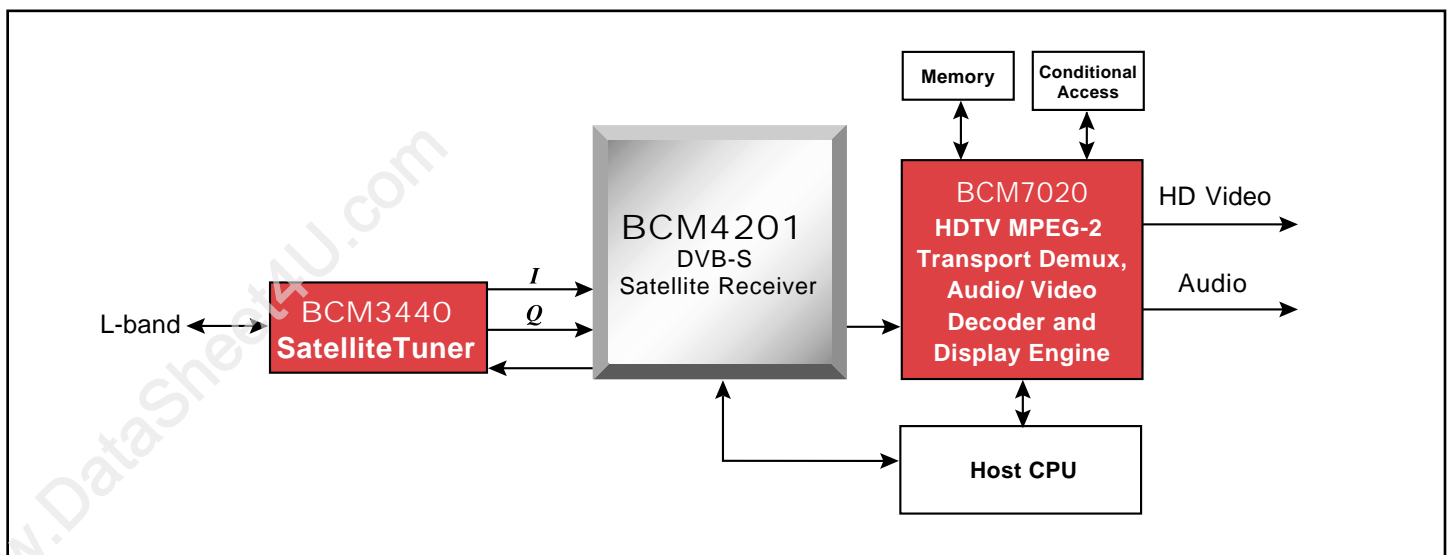 Memory
Conditional
Access
L-band
BCM3440
SatelliteTuner
I
Q
BCM4201
DVB-S
Satellite Receiver
BCM7020
HDTV MPEG-2
Transport Demux,
Audio/ Video
Decoder and
Display Engine
HD Video
Audio
Host CPU
w.DataSheet4U.com